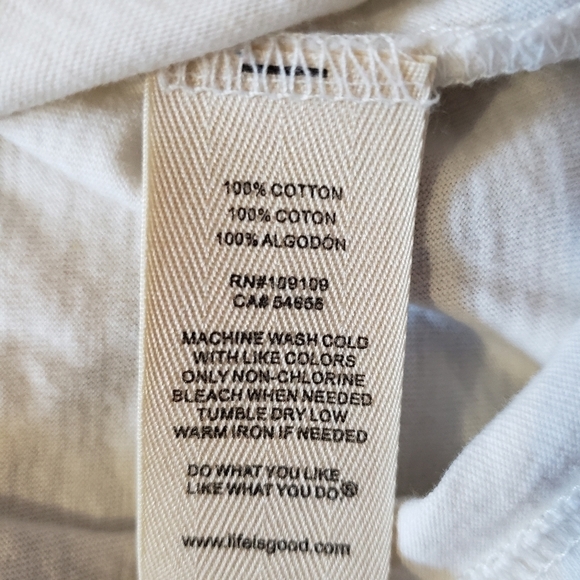 100% COTTON
100% COTON
100% ALGODÓN
RN#109109
CA# 54655
MACHINE WASH COLD
WITH LIKE COLORS
ONLY NON-CHLORINE
BLEACH WHEN NEEDED
TUMBLE DRY LOW
WARM IRON IF NEEDED
DO WHAT YOU LIKE
LIKE WHAT YOU DO®
www.lifeisgood.com